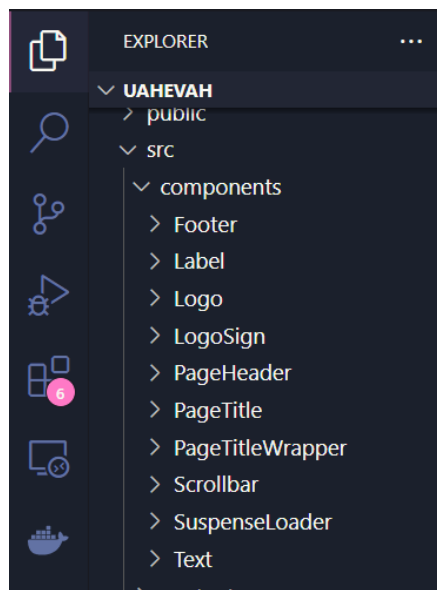 EXPLORER ...
UAHEVAH
public
src
components
Footer
Label
Logo
LogoSign
PageHeader
PageTitle
6
PageTitleWrapper
Scrollbar
SuspenseLoader
Text